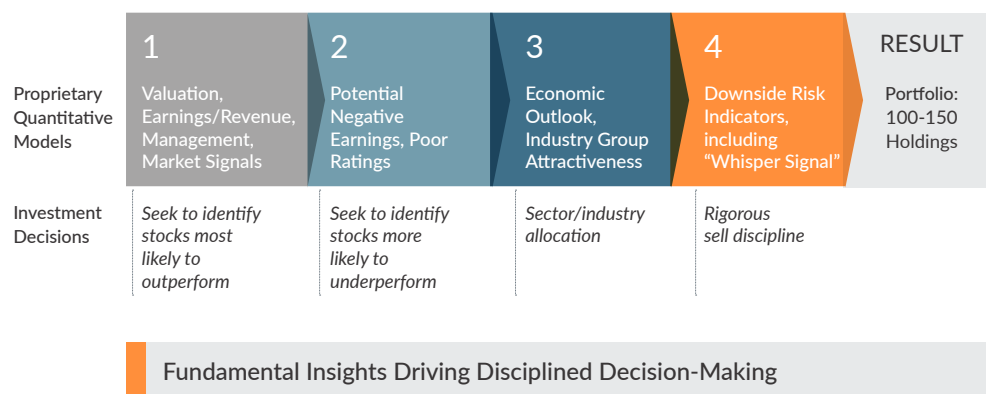 1
2
3
4
RESULT
Proprietary
Quantitative
Models
Valuation,
Earnings/Revenue,
Management,
Market Signals
Potential
Negative
Earnings, Poor
Ratings
Economic
Outlook,
Industry Group
Attractiveness
Downside Risk
Indicators,
including
“Whisper Signal”
Portfolio:
100-150
Holdings
Investment
Decisions
Seek to identify
stocks most
likely to
outperform
Seek to identify
stocks more
likely to
underperform
Sector/industry
allocation
Rigorous
sell discipline
Fundamental Insights Driving Disciplined Decision-Making